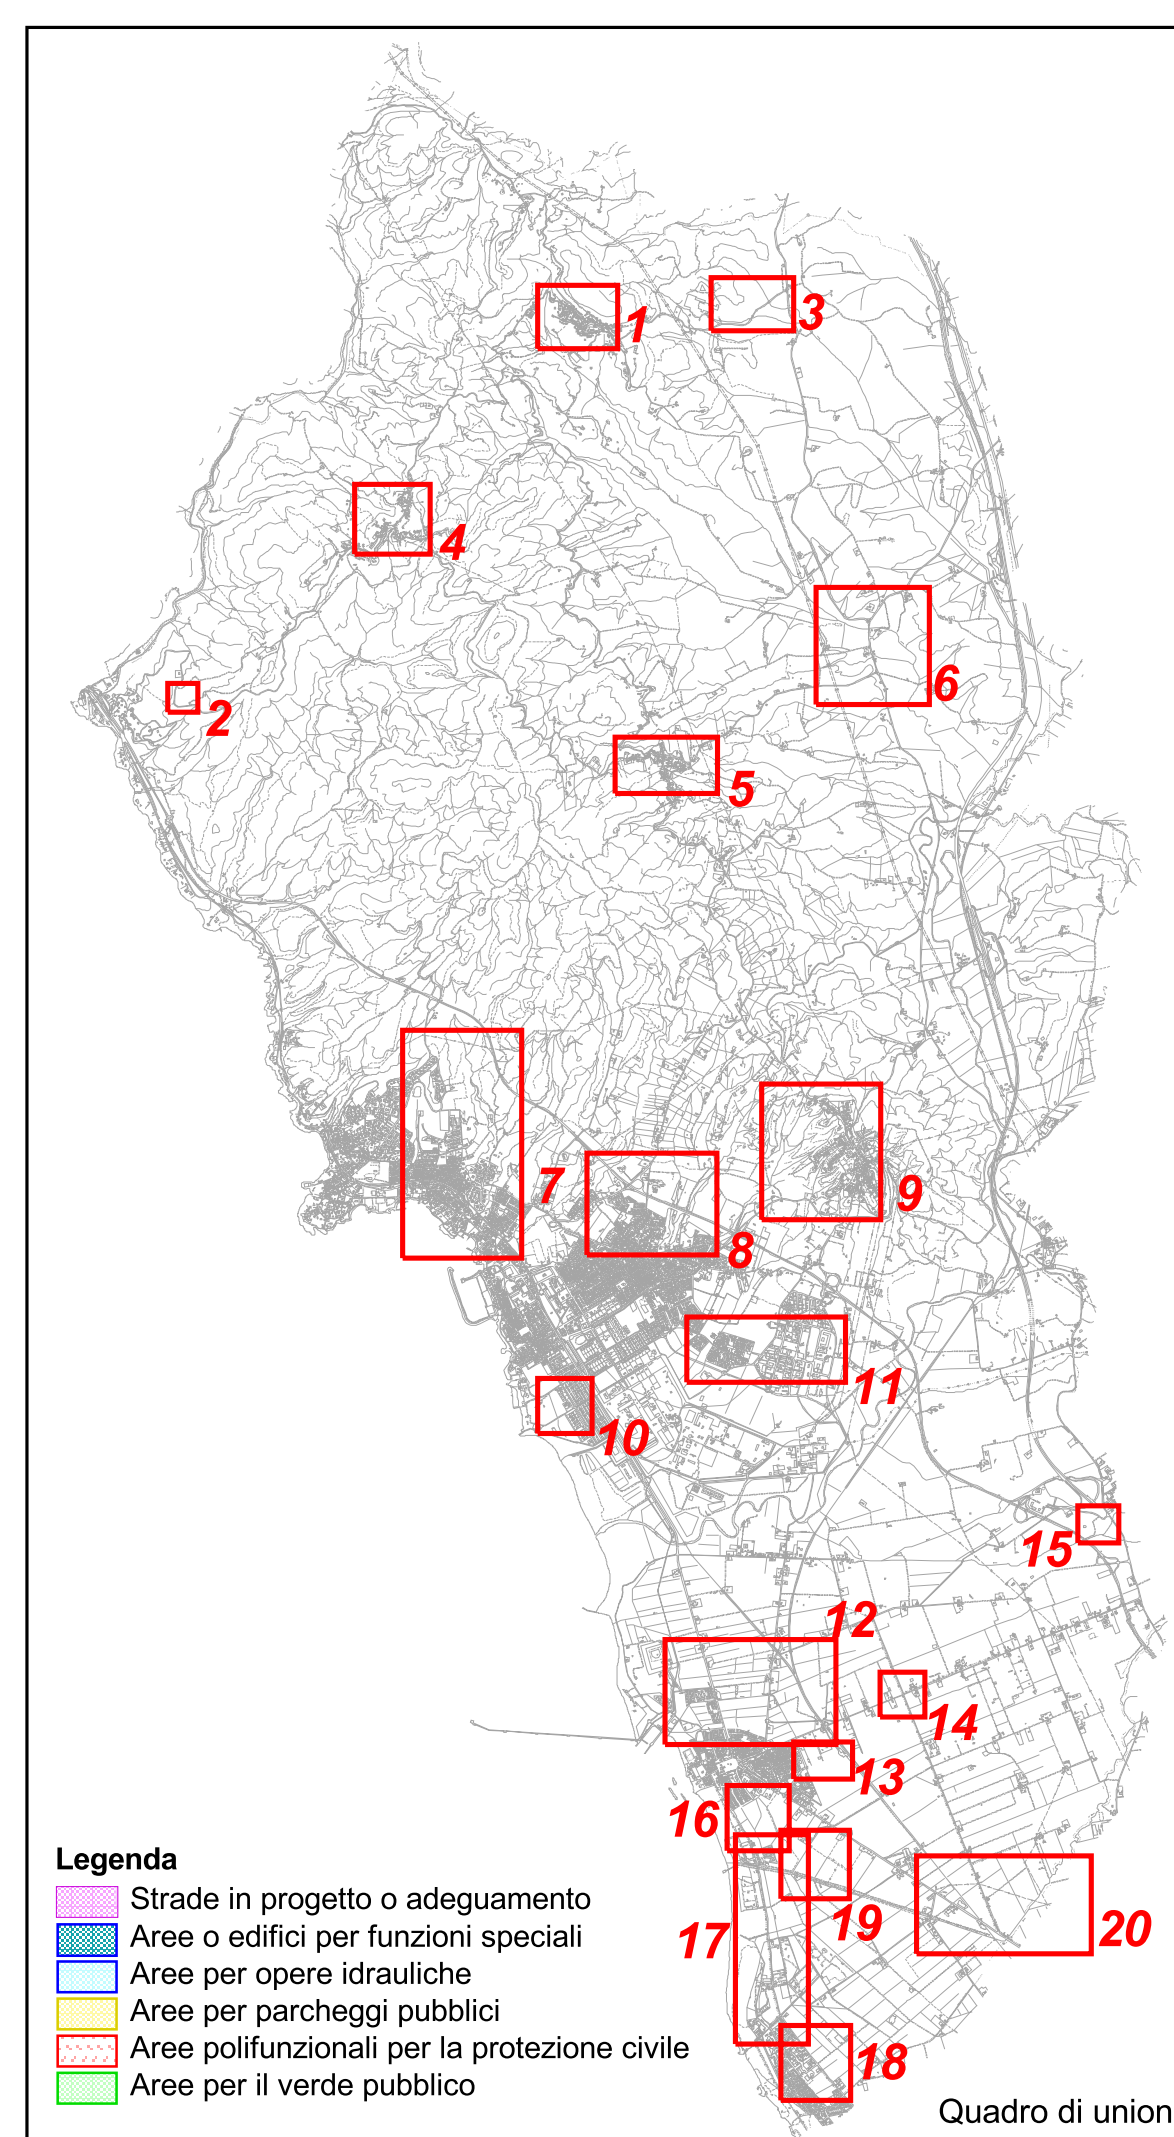 1
3
4
6
2
5
7
8
9
11
10
15
12
14
13
16
17
19
20
18
Legenda
Strade in progetto o adeguamento
Aree o edifici per funzioni speciali
Aree per opere idrauliche
Aree per parcheggi pubblici
Aree polifunzionali per la protezione civile
Aree per il verde pubblico
Quadro di union